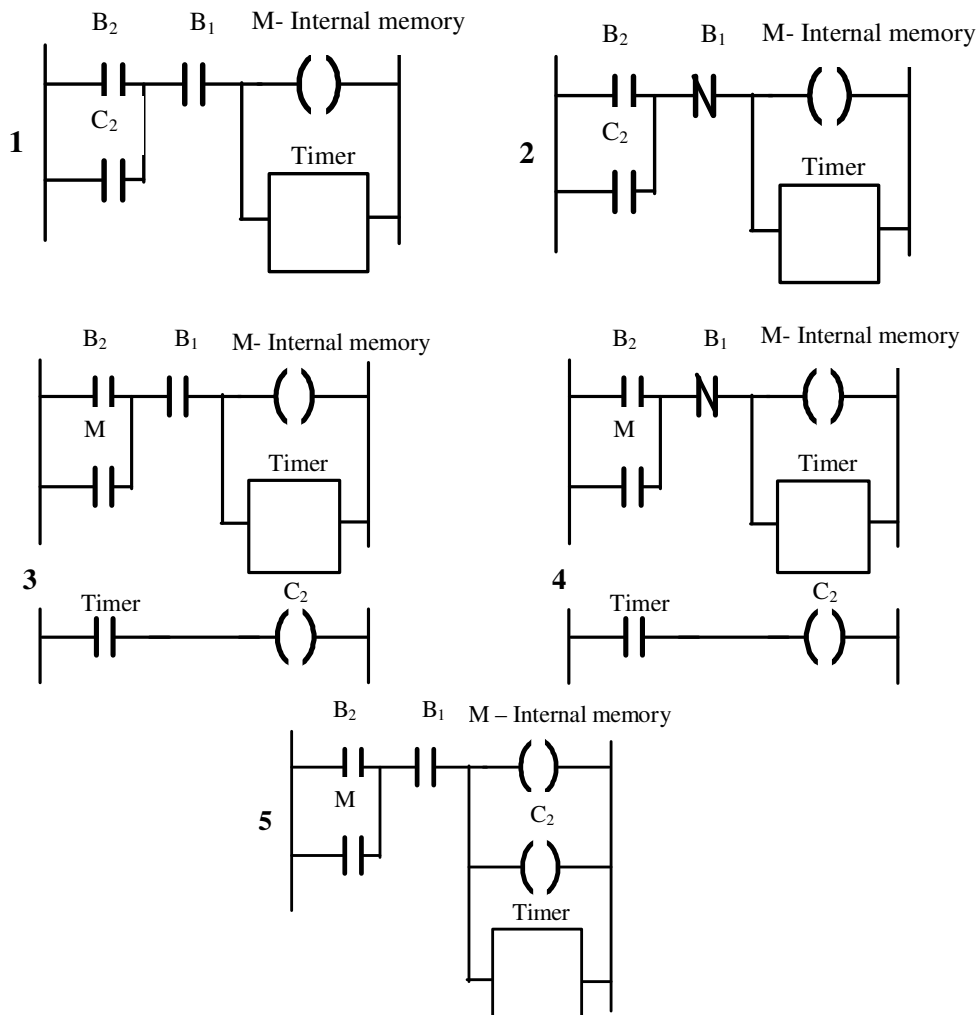 B₂ B₁ M- Internal memory
C₂
1
Timer
B₂ B₁ M- Internal memory
C₂
2
Timer
B₂ B₁ M- Internal memory
M
Timer
3
Timer C₂
B₂ B₁ M- Internal memory
M
Timer
4
Timer C₂
B₂ B₁ M – Internal memory
M C₂
5
Timer